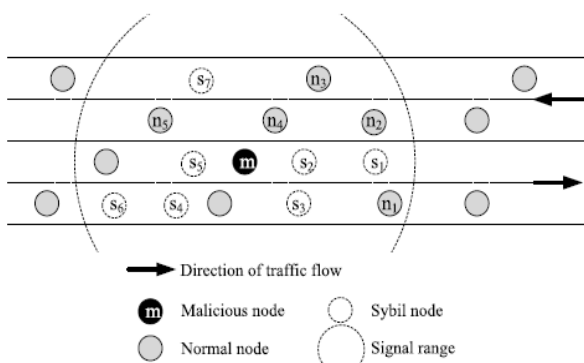 s₇ n₃
n₅ n₄ n₂
s₅ m s₂ s₁
s₆ s₄ s₃ n₁
Direction of traffic flow
m Malicious node Sybil node
Normal node Signal range